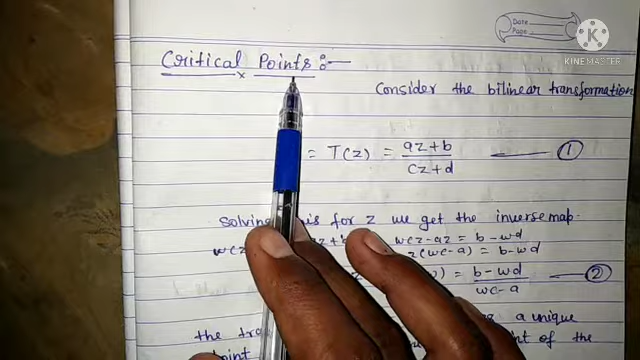 Date
Page
KINEMASTER
Critical Points :-
Consider the bilinear transformation
= T(z) = az+b / cz+d ← ①
Solving is for z we get the inverse map
wcz-az = b-wd
z(wc-a) = b-wd
= b-wd / wc-a ← ②
a unique
the of the
point